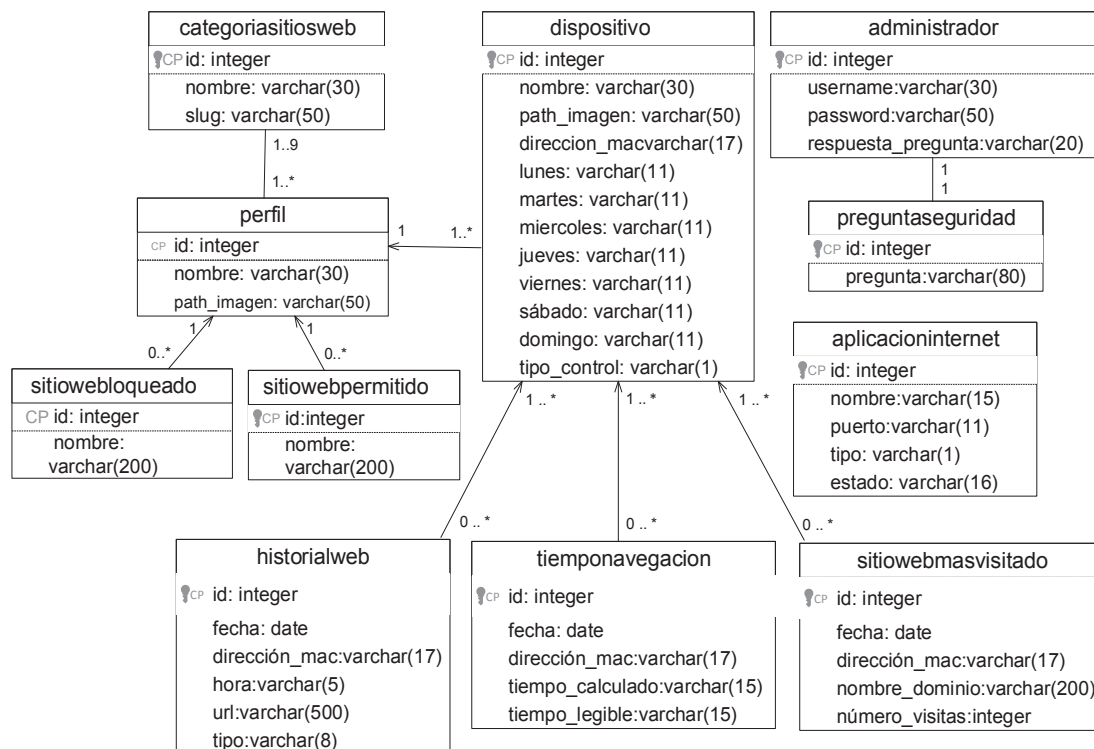 categoriasitiosweb
CP id: integer
nombre: varchar(30)
slug: varchar(50)
1..9
1..*
perfil
CP id: integer
nombre: varchar(30)
path_imagen: varchar(50)
1
1..*
1
1
0..*
0..*
sitiowebloqueado
CP id: integer
nombre:
varchar(200)
sitiowebpermitido
CP id:integer
nombre:
varchar(200)
dispositivo
CP id: integer
nombre: varchar(30)
path_imagen: varchar(50)
direccion_macvarchar(17)
lunes: varchar(11)
martes: varchar(11)
miercoles: varchar(11)
jueves: varchar(11)
viernes: varchar(11)
sábado: varchar(11)
domingo: varchar(11)
tipo_control: varchar(1)
1 .. *
1 .. *
1 .. *
administrador
CP id: integer
username:varchar(30)
password:varchar(50)
respuesta_pregunta:varchar(20)
1
1
preguntaseguridad
CP id: integer
pregunta:varchar(80)
aplicacioninternet
CP id: integer
nombre:varchar(15)
puerto:varchar(11)
tipo: varchar(1)
estado: varchar(16)
0 .. *
0 .. *
0 .. *
historialweb
CP id: integer
fecha: date
dirección_mac:varchar(17)
hora:varchar(5)
url:varchar(500)
tipo:varchar(8)
tiemponavegacion
CP id: integer
fecha: date
dirección_mac:varchar(17)
tiempo_calculado:varchar(15)
tiempo_legible:varchar(15)
sitiowebmasvisitado
CP id: integer
fecha: date
dirección_mac:varchar(17)
nombre_dominio:varchar(200)
número_visitas:integer